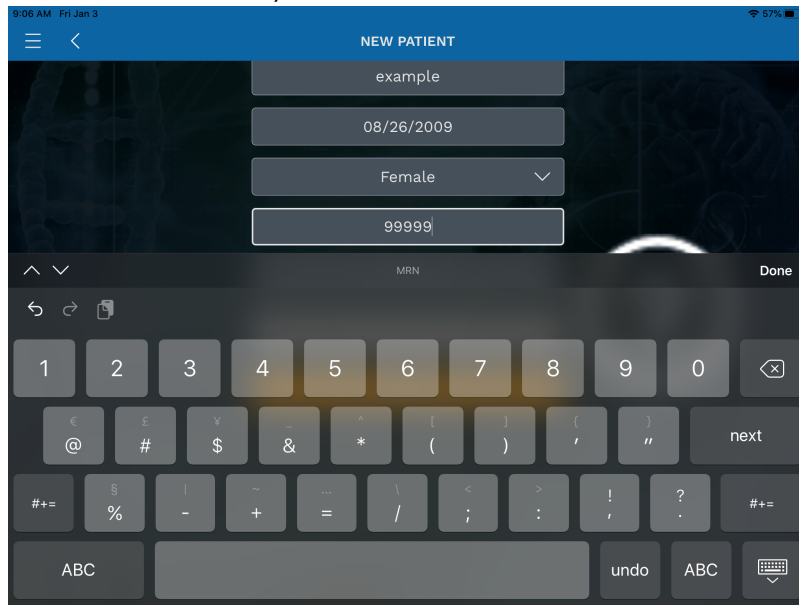 9:06 AM Fri Jan 3
57%
NEW PATIENT
example
08/26/2009
Female
99999
MRN
Done
1 2 3 4 5 6 7 8 9 0
€ £ ¥ _ ^ [ ] { }
@ # $ & * ( ) ' " next
§ | ~ … \ < > ! ?
#+= % - + = / ; : , . #+=
ABC undo ABC